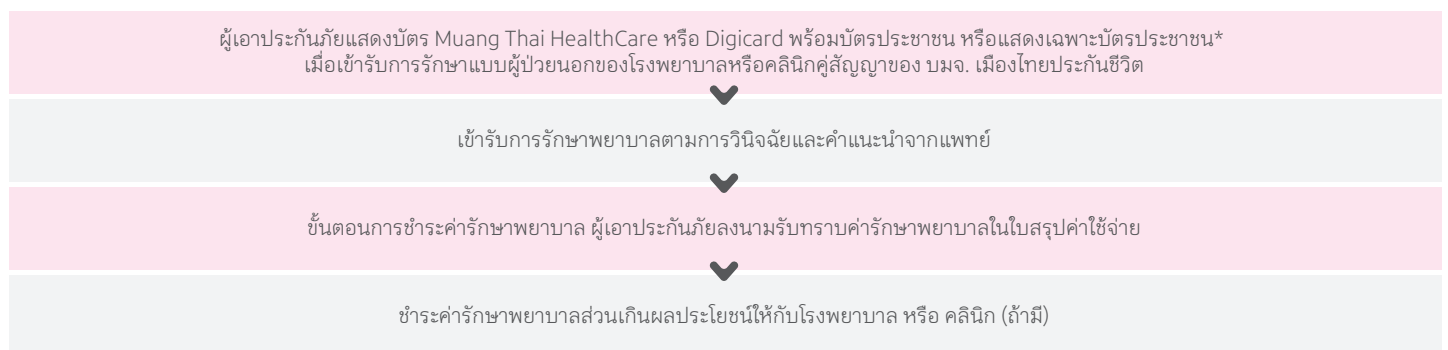 ผู้เอาประกันภัยแสดงบัตร Muang Thai HealthCare หรือ Digicard พร้อมบัตรประชาชน หรือแสดงเฉพาะบัตรประชาชน*
เมื่อเข้ารับการรักษาแบบผู้ป่วยนอกของโรงพยาบาลหรือคลินิกคู่สัญญาของ บมจ. เมืองไทยประกันชีวิต
เข้ารับการรักษาพยาบาลตามการวินิจฉัยและคำแนะนำจากแพทย์
ขั้นตอนการชำระค่ารักษาพยาบาล ผู้เอาประกันภัยลงนามรับทราบค่ารักษาพยาบาลในใบสรุปค่าใช้จ่าย
ชำระค่ารักษาพยาบาลส่วนเกินผลประโยชน์ให้กับโรงพยาบาล หรือ คลินิก (ถ้ามี)